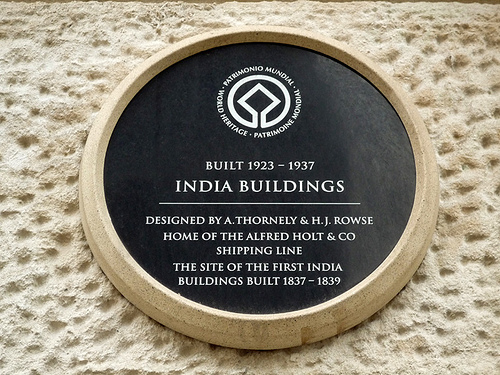 PATRIMONIO MUNDIAL · WORLD HERITAGE · PATRIMOINE MONDIAL ·
BUILT 1923 – 1937
INDIA BUILDINGS
DESIGNED BY A. THORNELY & H. J. ROWSE
HOME OF THE ALFRED HOLT & CO
SHIPPING LINE
THE SITE OF THE FIRST INDIA
BUILDINGS BUILT 1837 – 1839